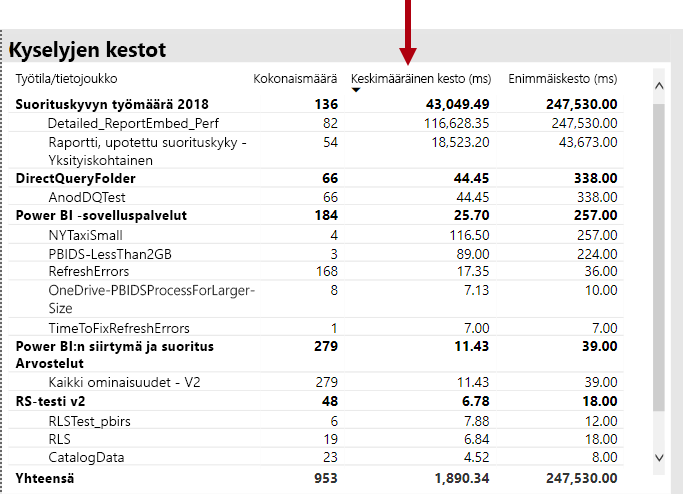 Kyselyjen kestot
Työtila/tietojoukko Kokonaismäärä Keskimääräinen kesto (ms) Enimmäiskesto (ms)
Suorituskyvyn työmäärä 2018 136 43,049.49 247,530.00
Detailed_ReportEmbed_Perf 82 116,628.35 247,530.00
Raportti, upotettu suorituskyky - 54 18,523.20 43,673.00
Yksityiskohtainen
DirectQueryFolder 66 44.45 338.00
AnodDQTest 66 44.45 338.00
Power BI -sovelluspalvelut 184 25.70 257.00
NYTaxiSmall 4 116.50 257.00
PBIDS-LessThan2GB 3 89.00 224.00
RefreshErrors 168 17.35 36.00
OneDrive-PBIDSProcessForLarger- 8 7.13 10.00
Size
TimeToFixRefreshErrors 1 7.00 7.00
Power BI:n siirtymä ja suoritus 279 11.43 39.00
Arvostelut
Kaikki ominaisuudet - V2 279 11.43 39.00
RS-testi v2 48 6.78 18.00
RLSTest_pbirs 6 7.88 12.00
RLS 19 6.84 18.00
CatalogData 23 4.52 8.00
Yhteensä 953 1,890.34 247,530.00